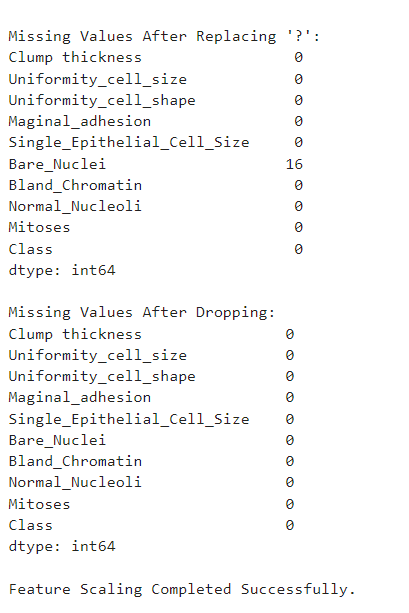 Missing Values After Replacing '?':
Clump thickness 0
Uniformity_cell_size 0
Uniformity_cell_shape 0
Maginal_adhesion 0
Single_Epithelial_Cell_Size 0
Bare_Nuclei 16
Bland_Chromatin 0
Normal_Nucleoli 0
Mitoses 0
Class 0
dtype: int64
Missing Values After Dropping:
Clump thickness 0
Uniformity_cell_size 0
Uniformity_cell_shape 0
Maginal_adhesion 0
Single_Epithelial_Cell_Size 0
Bare_Nuclei 0
Bland_Chromatin 0
Normal_Nucleoli 0
Mitoses 0
Class 0
dtype: int64
Feature Scaling Completed Successfully.